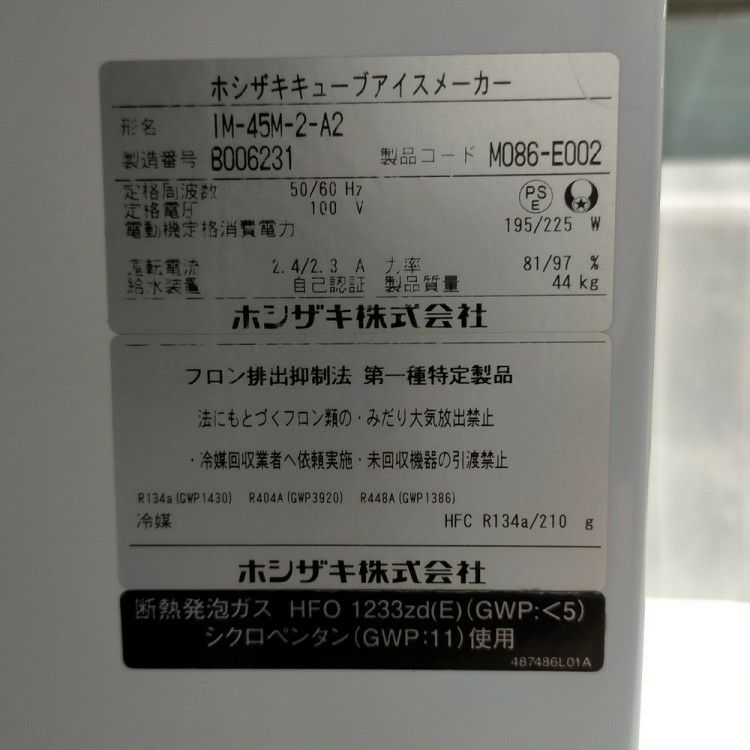 ホシザキキューブアイスメーカー
形名 IM-45M-2-A2
製造番号 B006231 製品コード M086-E002
定格周波数 50/60 Hz
PS E
定格電圧 100 V
電動機定格消費電力 195/225 W
運転電流 2.4/2.3 A 力率 81/97 %
給水装置 自己認証 製品質量 44 kg
ホシザキ株式会社
フロン排出抑制法 第一種特定製品
法にもとづくフロン類の・みだり大気放出禁止
・冷媒回収業者へ依頼実施・未回収機器の引渡禁止
R134a(GWP1430) R404A(GWP3920) R448A(GWP1386)
冷媒 HFC R134a/210 g
ホシザキ株式会社
断熱発泡ガス HFO 1233zd(E)(GWP:<5)
シクロペンタン(GWP:11)使用
487486L01A